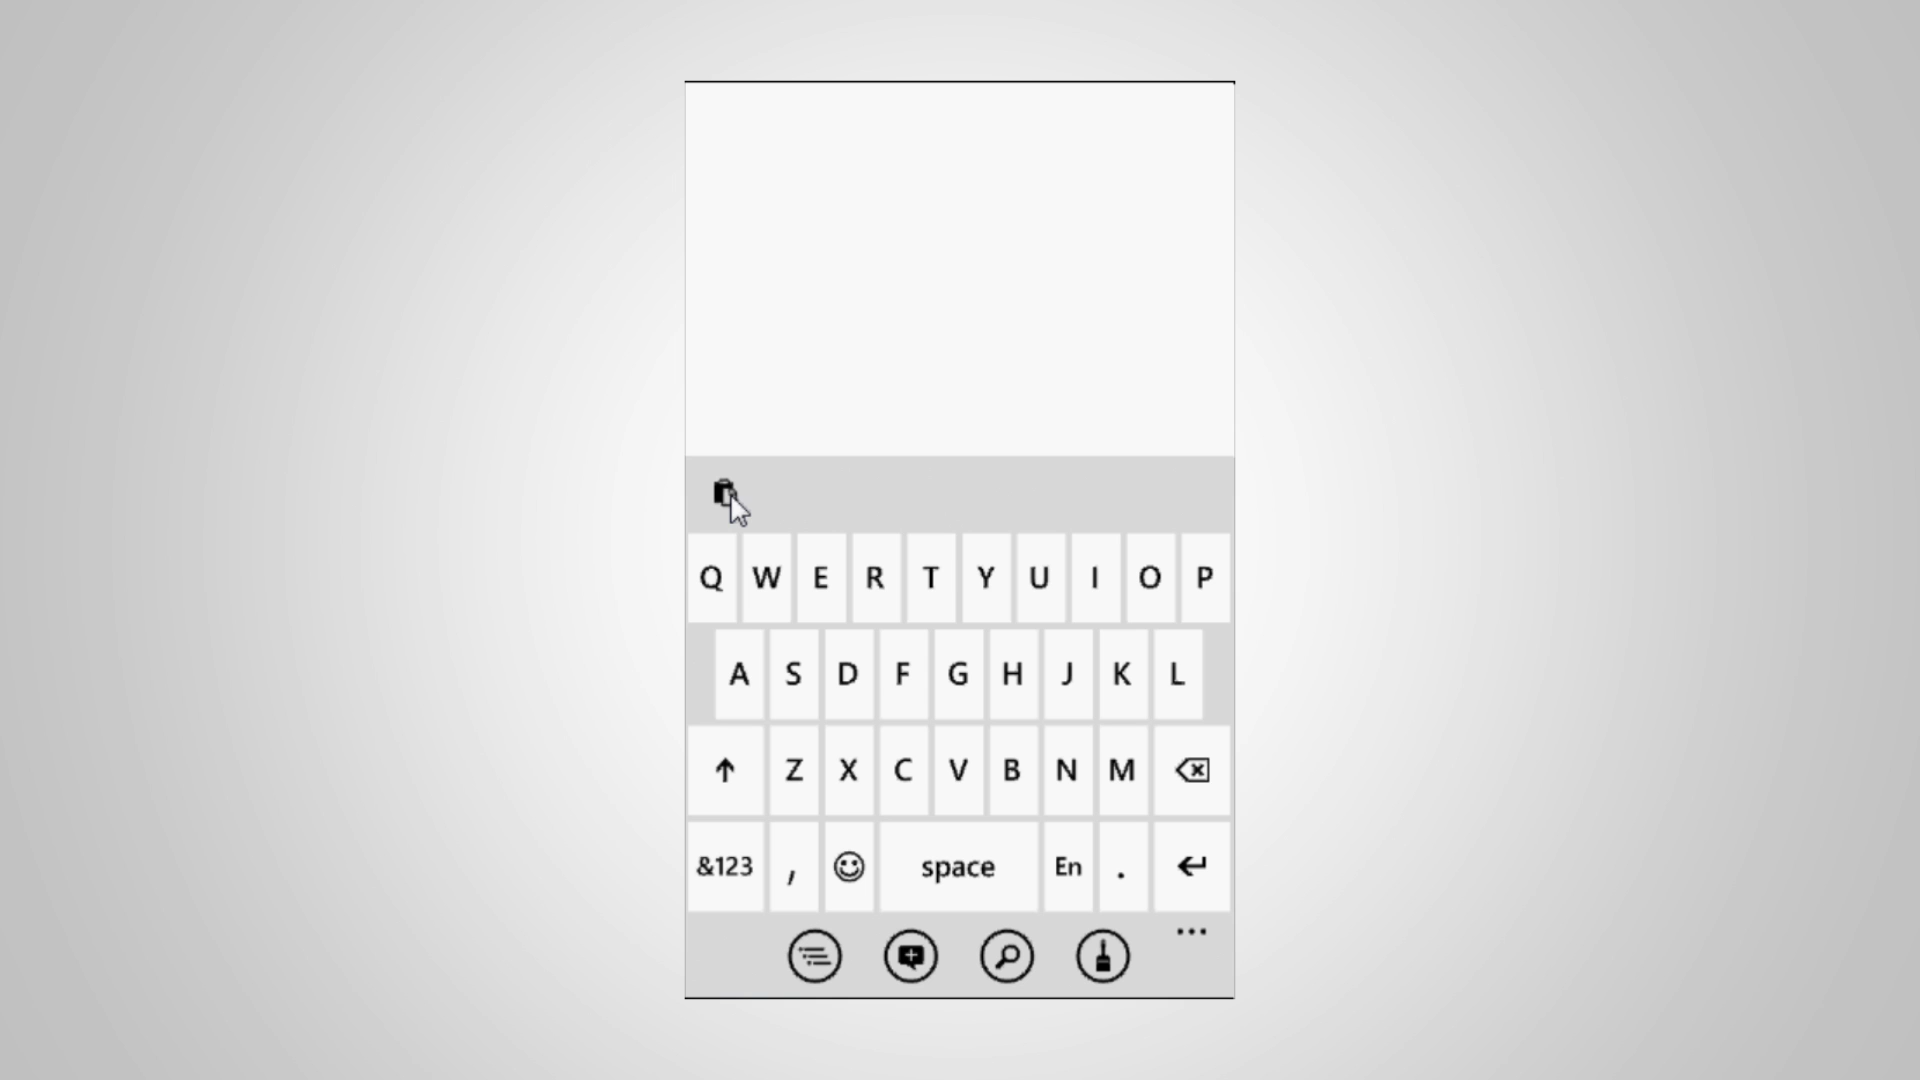 Q W E R T Y U I O P
A S D F G H J K L
Z X C V B N M
&123 , space En .